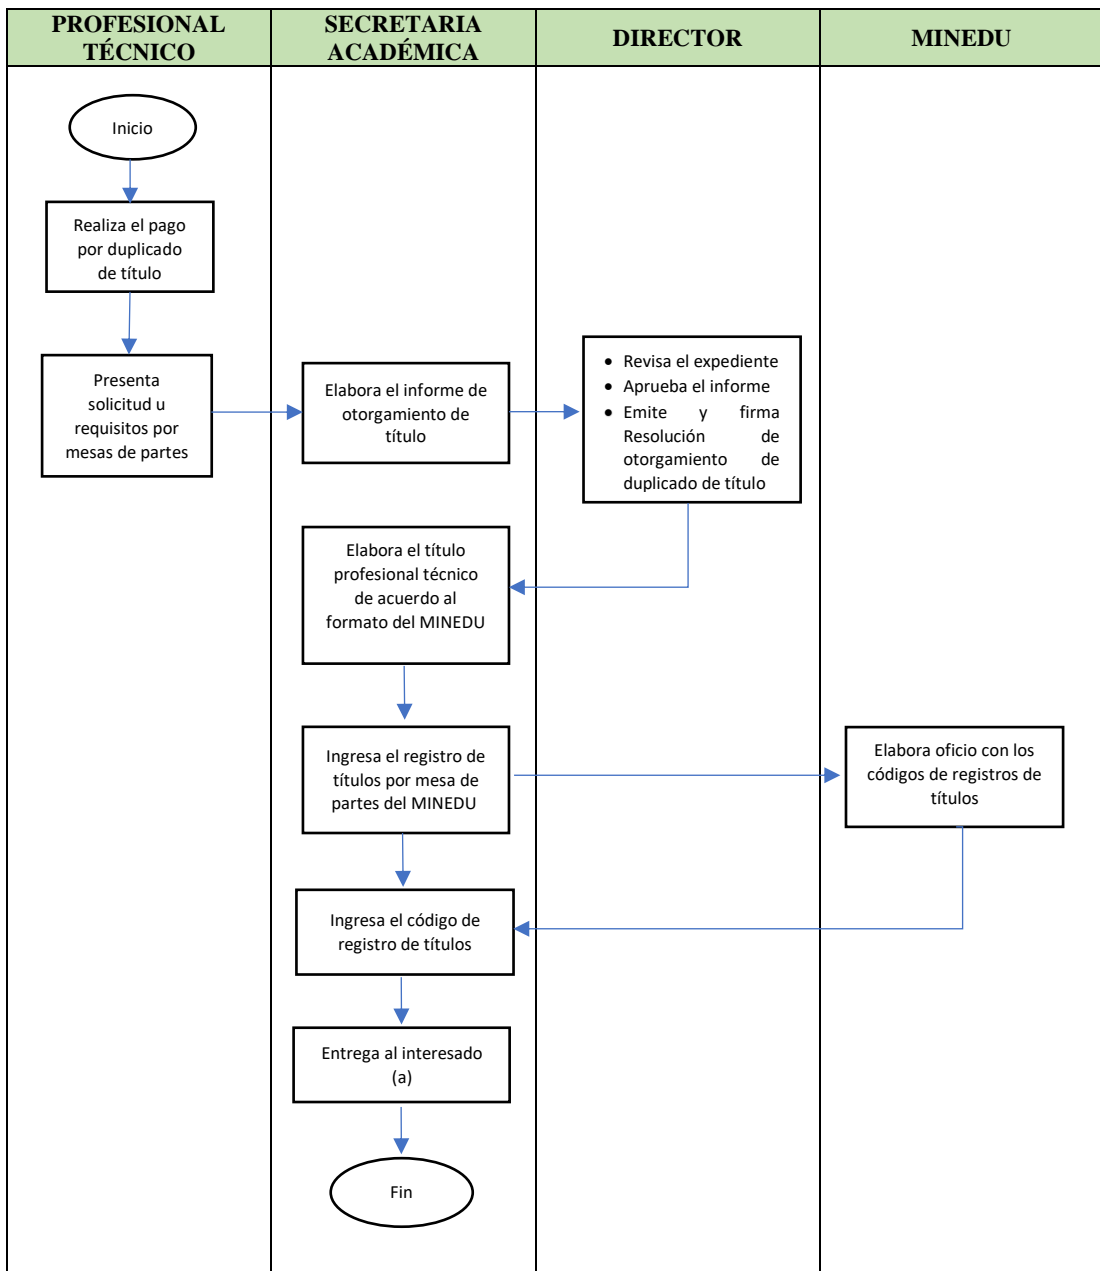 PROFESIONAL
TÉCNICO
SECRETARIA
ACADÉMICA
DIRECTOR
MINEDU
Inicio
Realiza el pago
por duplicado
de título
Presenta
solicitud u
requisitos por
mesas de partes
Elabora el informe de
otorgamiento de
título
• Revisa el expediente
• Aprueba el informe
• Emite y firma
Resolución de
otorgamiento de
duplicado de título
Elabora el título
profesional técnico
de acuerdo al
formato del MINEDU
Ingresa el registro de
títulos por mesa de
partes del MINEDU
Elabora oficio con los
códigos de registros de
títulos
Ingresa el código de
registro de títulos
Entrega al interesado
(a)
Fin